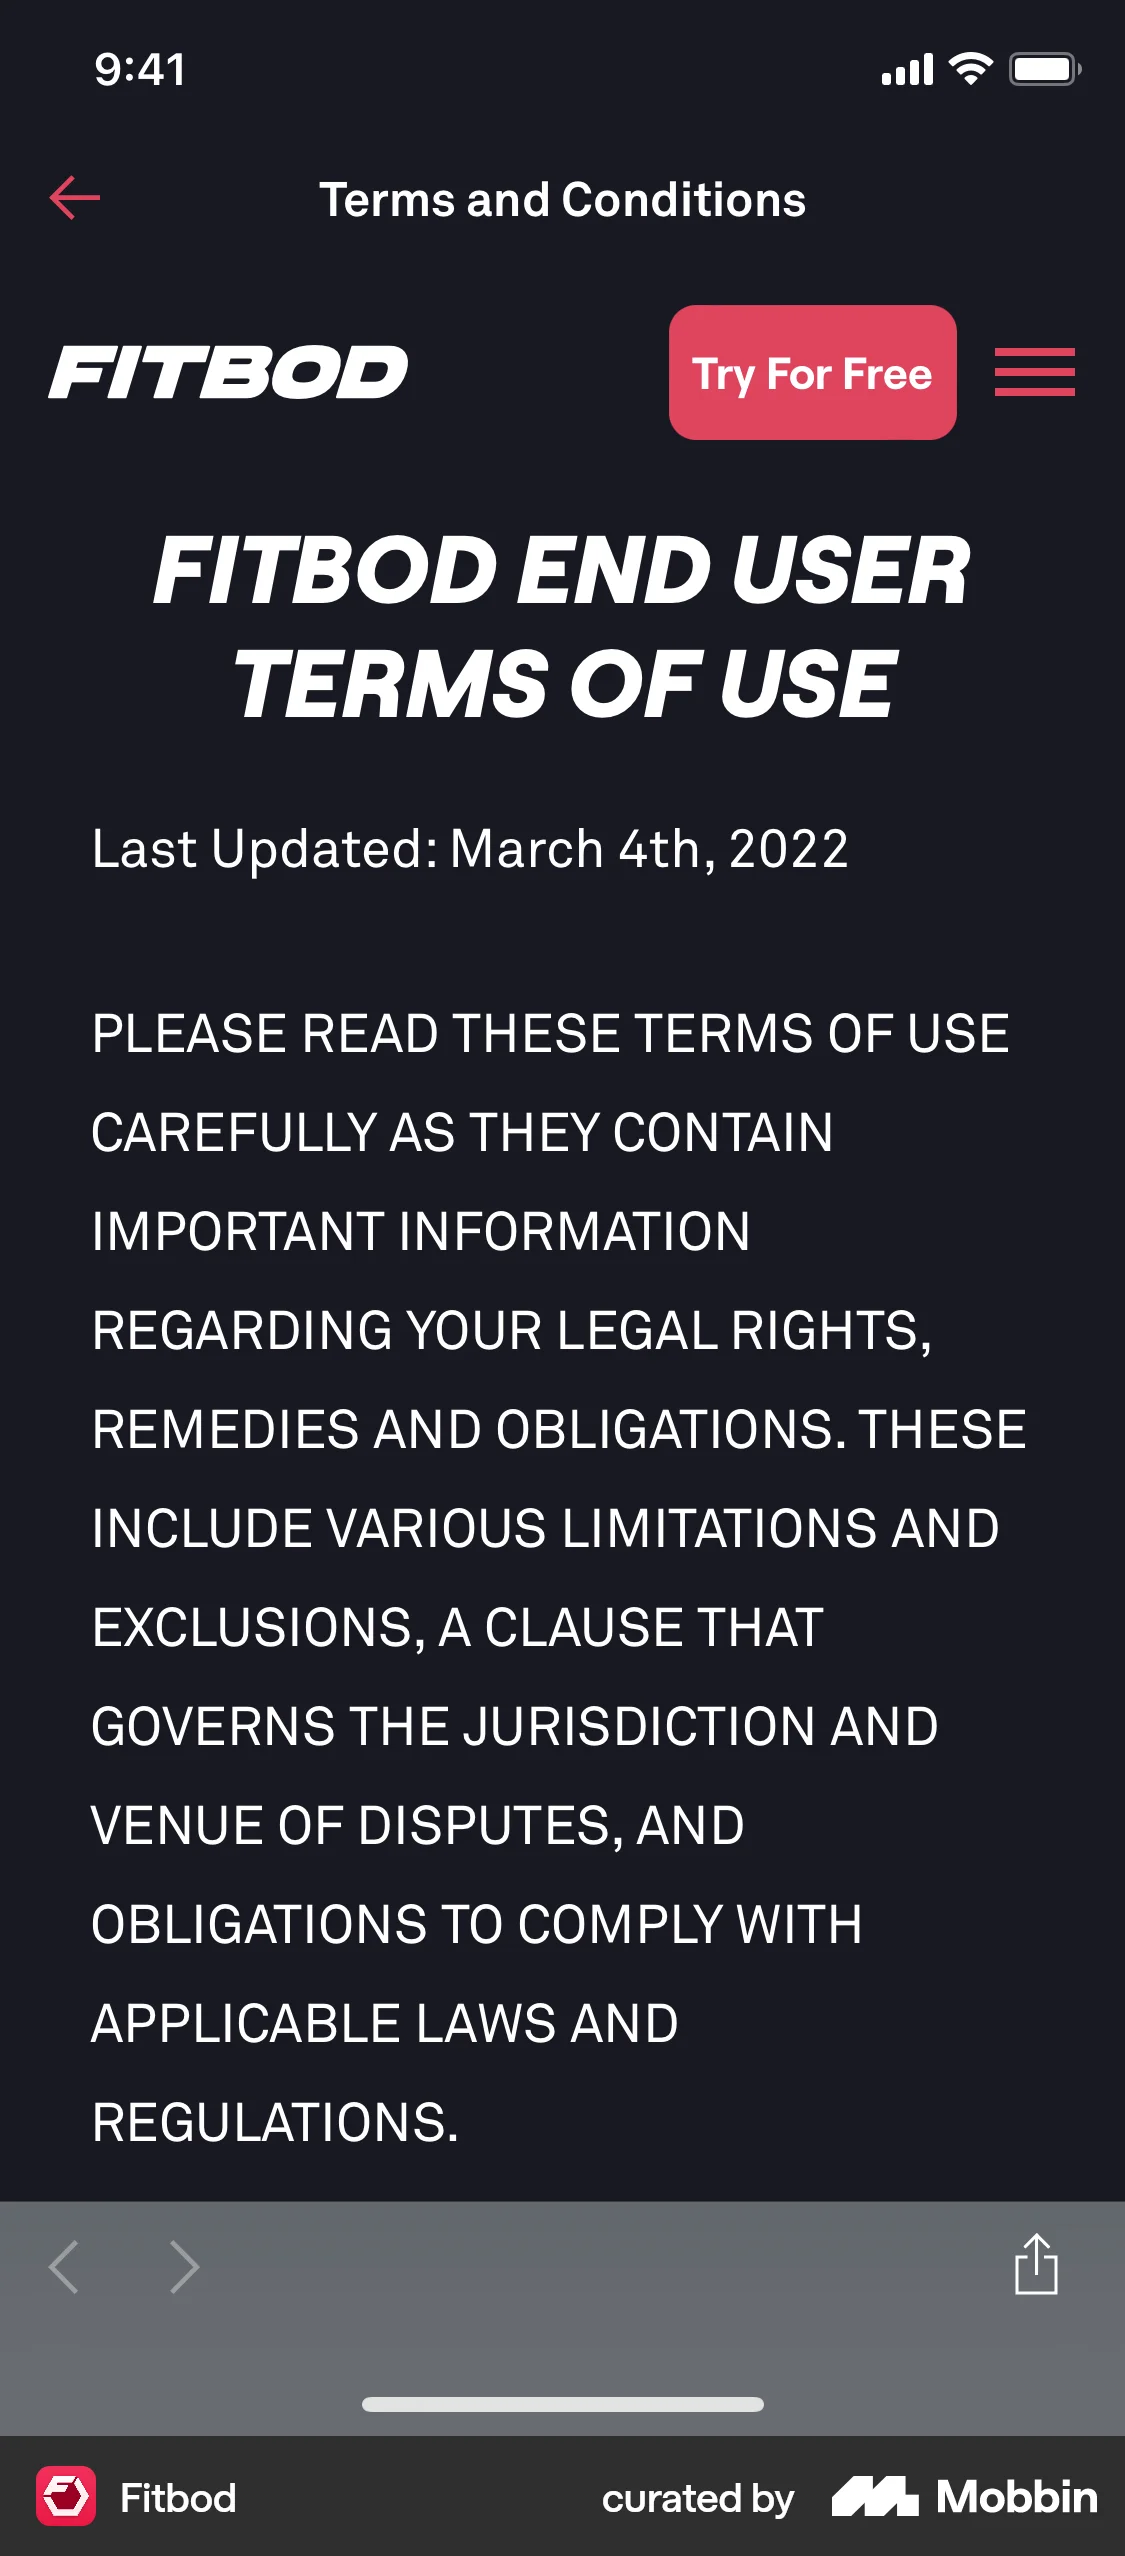 9:41
Terms and Conditions
FITBOD
Try For Free
FITBOD END USER
TERMS OF USE
Last Updated: March 4th, 2022
PLEASE READ THESE TERMS OF USE
CAREFULLY AS THEY CONTAIN
IMPORTANT INFORMATION
REGARDING YOUR LEGAL RIGHTS,
REMEDIES AND OBLIGATIONS. THESE
INCLUDE VARIOUS LIMITATIONS AND
EXCLUSIONS, A CLAUSE THAT
GOVERNS THE JURISDICTION AND
VENUE OF DISPUTES, AND
OBLIGATIONS TO COMPLY WITH
APPLICABLE LAWS AND
REGULATIONS.
Fitbod
curated by
Mobbin